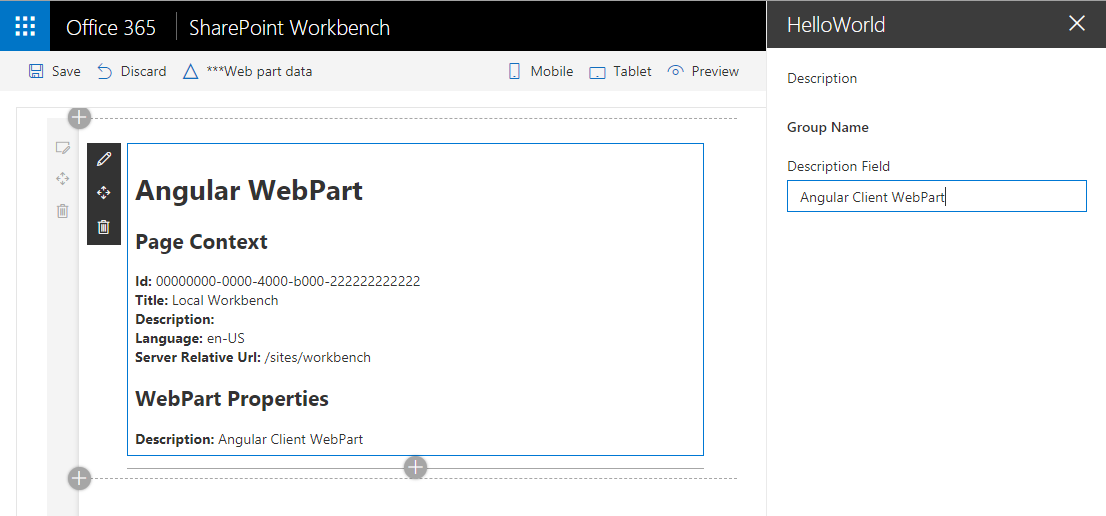 Office 365 SharePoint Workbench
Save Discard ***Web part data Mobile Tablet Preview
Angular WebPart
Page Context
Id: 00000000-0000-4000-b000-222222222222
Title: Local Workbench
Description:
Language: en-US
Server Relative Url: /sites/workbench
WebPart Properties
Description: Angular Client WebPart
HelloWorld
Description
Group Name
Description Field
Angular Client WebPart